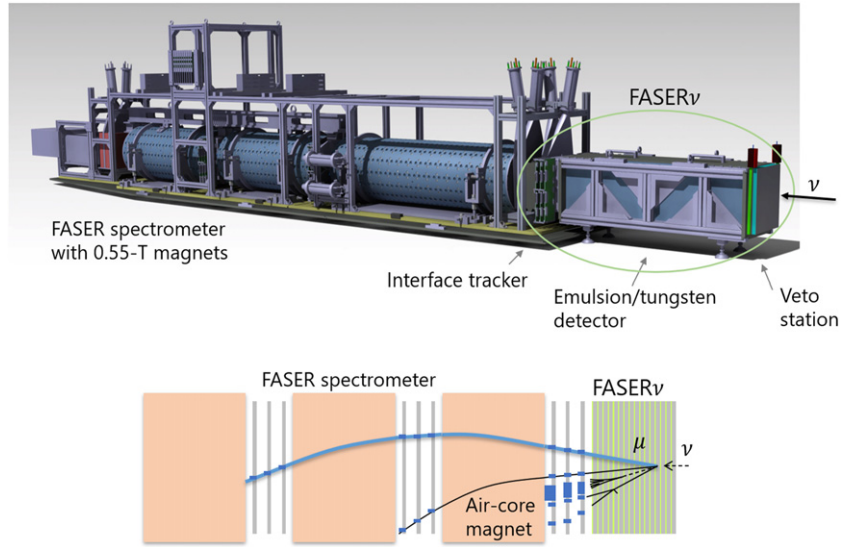 FASERν
ν
FASER spectrometer
with 0.55-T magnets
Interface tracker
Emulsion/tungsten
detector
Veto
station
FASER spectrometer
FASERν
μ
ν
Air-core
magnet